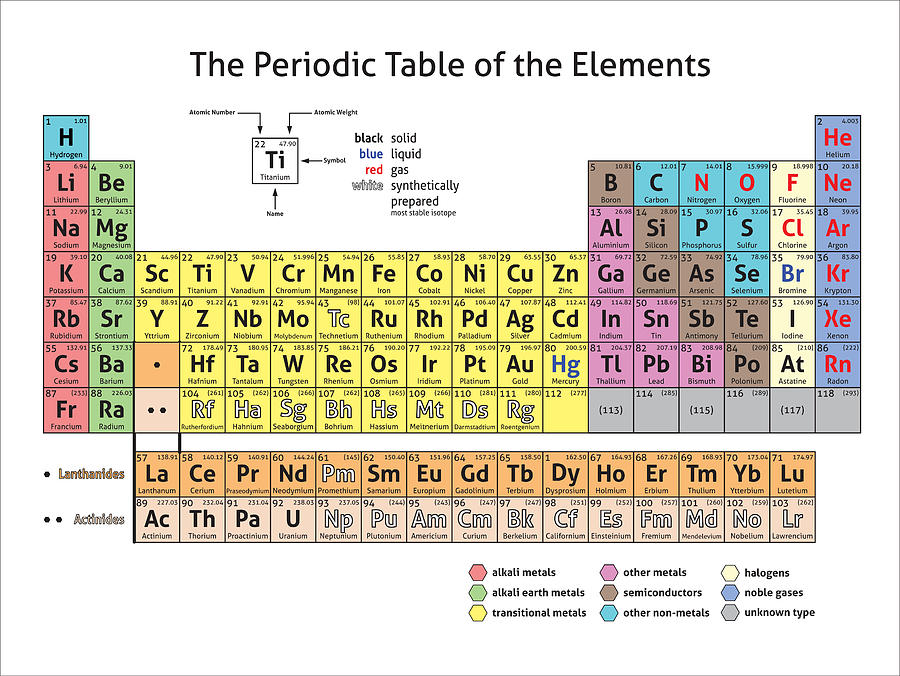 The Periodic Table of the Elements
Atomic Number
Atomic Weight
22 47.90
Ti
Titanium
Symbol
Name
black solid
blue liquid
red gas
white synthetically
prepared
most stable isotope
1 1.01 2 4.003
H He
Hydrogen Helium
3 6.94 4 9.01 5 10.81 6 12.01 7 14.01 8 15.999 9 18.998 10 20.18
Li Be B C N O F Ne
Lithium Beryllium Boron Carbon Nitrogen Oxygen Fluorine Neon
11 22.99 12 24.31 13 26.98 14 28.09 15 30.97 16 32.06 17 35.45 18 39.95
Na Mg Al Si P S Cl Ar
Sodium Magnesium Aluminium Silicon Phosphorus Sulfur Chlorine Argon
19 39.10 20 40.08 21 44.96 22 47.90 23 50.94 24 51.996 25 54.94 26 55.85 27 58.93 28 58.70 29 63.55 30 65.37 31 69.72 32 72.59 33 74.92 34 78.96 35 79.90 36 83.80
K Ca Sc Ti V Cr Mn Fe Co Ni Cu Zn Ga Ge As Se Br Kr
Potassium Calcium Scandium Titanium Vanadium Chromium Manganese Iron Cobalt Nickel Copper Zinc Gallium Germanium Arsenic Selenium Bromine Krypton
37 85.47 38 87.62 39 88.91 40 91.22 41 92.91 42 95.94 43 (98) 44 101.07 45 102.91 46 106.40 47 107.87 48 112.41 49 114.82 50 118.69 51 121.75 52 127.60 53 126.90 54 131.30
Rb Sr Y Z Nb Mo Tc Ru Rh Pd Ag Cd In Sn Sb Te I Xe
Rubidium Strontium Yttrium Zirconium Niobium Molybdenum Technetium Ruthenium Rhodium Palladium Silver Cadmium Indium Tin Antimony Tellurium Iodine Xenon
55 132.91 56 137.33 72 178.49 73 180.95 74 183.85 75 186.21 76 190.20 77 192.22 78 195.09 79 196.97 80 200.59 81 204.37 82 207.19 83 208.98 84 (209) 85 (210) 86 (222)
Cs Ba Hf Ta W Re Os Ir Pt Au Hg Tl Pb Bi Po At Rn
Cesium Barium Hafnium Tantalum Tungsten Rhenium Osmium Iridium Platinum Gold Mercury Thallium Lead Bismuth Polonium Astatine Radon
87 (233) 88 226.03 104 (261) 105 (262) 106 (266) 107 (264) 108 (269) 109 (268) 110 (281) 111 (280) 112 (277) (113) 114 (285) (115) 116 (289) (117) 118 (293)
Fr Ra Rf Ha Sg Bh Hs Mt Ds Rg
Francium Radium Rutherfordium Hahnium Seaborgium Bohrium Hassium Meitnerium Darmstadtium Roentgenium
57 138.91 58 140.12 59 140.91 60 144.24 61 (145) 62 150.40 63 151.96 64 157.25 65 158.93 1 162.50 67 164.93 68 167.26 69 168.93 70 173.04 71 174.97
Lanthanides La Ce Pr Nd Pm Sm Eu Gd Tb Dy Ho Er Tm Yb Lu
Lanthanum Cerium Praseodymium Neodymium Promethium Samarium Europium Gadolinium Terbium Dysprosium Holmium Erbium Thulium Ytterbium Lutetium
89 227.03 90 232.04 91 231.04 92 238.03 93 237.05 94 (244) 95 (243) 96 (247) 97 (247) 98 (251) 99 (252) 100 (257) 101 (260) 102 (259) 103 (262)
Actinides Ac Th Pa U Np Pu Am Cm Bk Cf Es Fm Md No Lr
Actinium Thorium Proactinium Uranium Neptunium Plutonium Americium Curium Berkelium Californium Einsteinium Fremium Mendelevium Nobelium Lawrencium
alkali metals other metals halogens
alkali earth metals semiconductors noble gases
transitional metals other non-metals unknown type